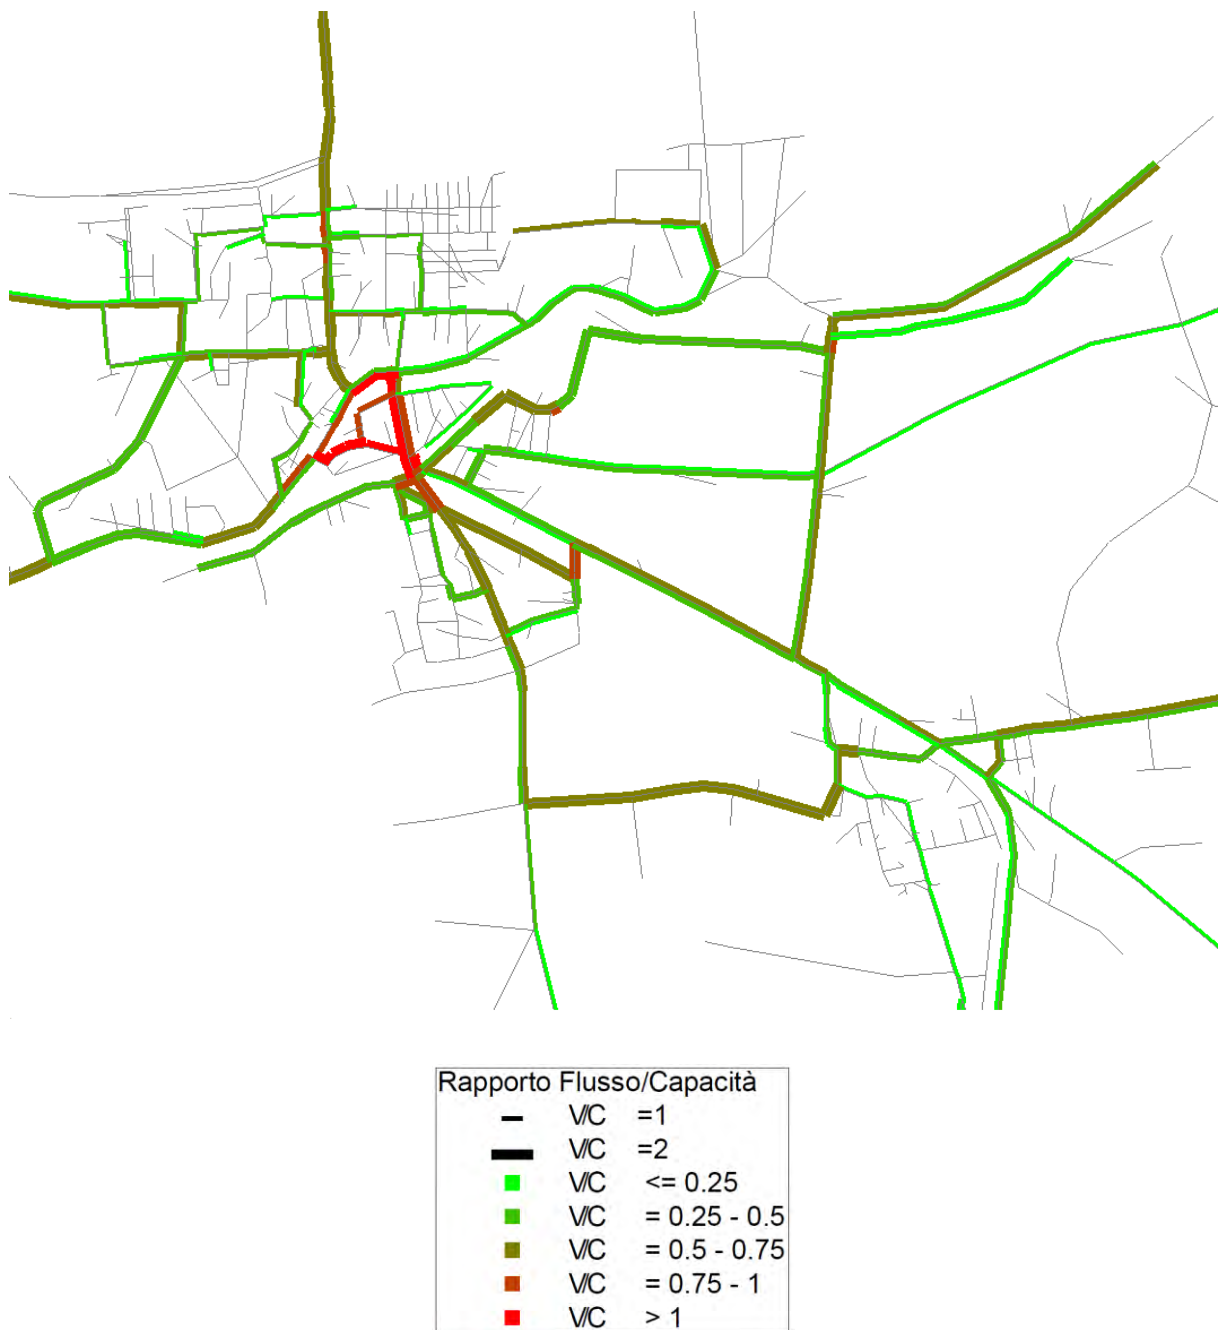 Rapporto Flusso/Capacità
V/C =1
V/C =2
V/C <= 0.25
V/C = 0.25 - 0.5
V/C = 0.5 - 0.75
V/C = 0.75 - 1
V/C > 1